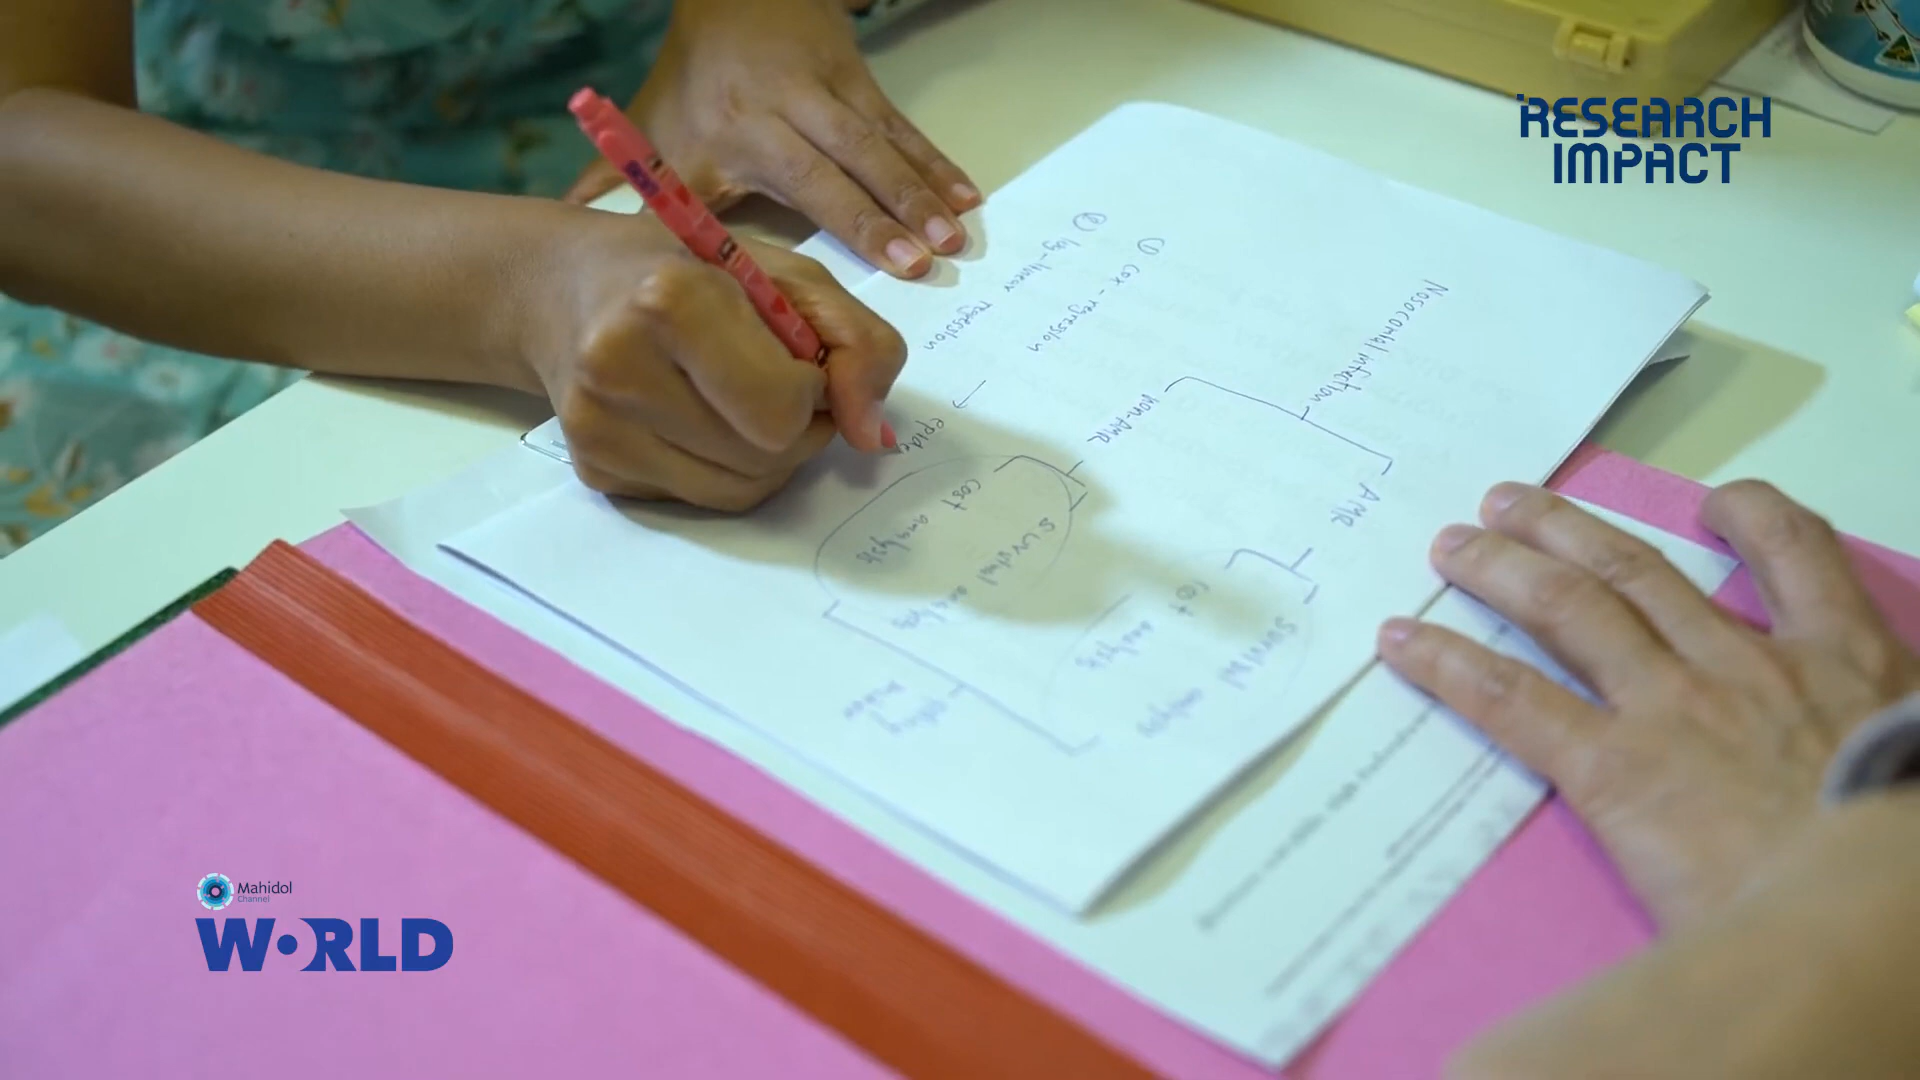 RESEARCH
IMPACT
Nosocomial infection
non-AMR
AMR
① Cox - regression
② log-linear regression
cost analysis
survival analysis
cost analysis
survival analysis
Mahidol
Channel
WORLD